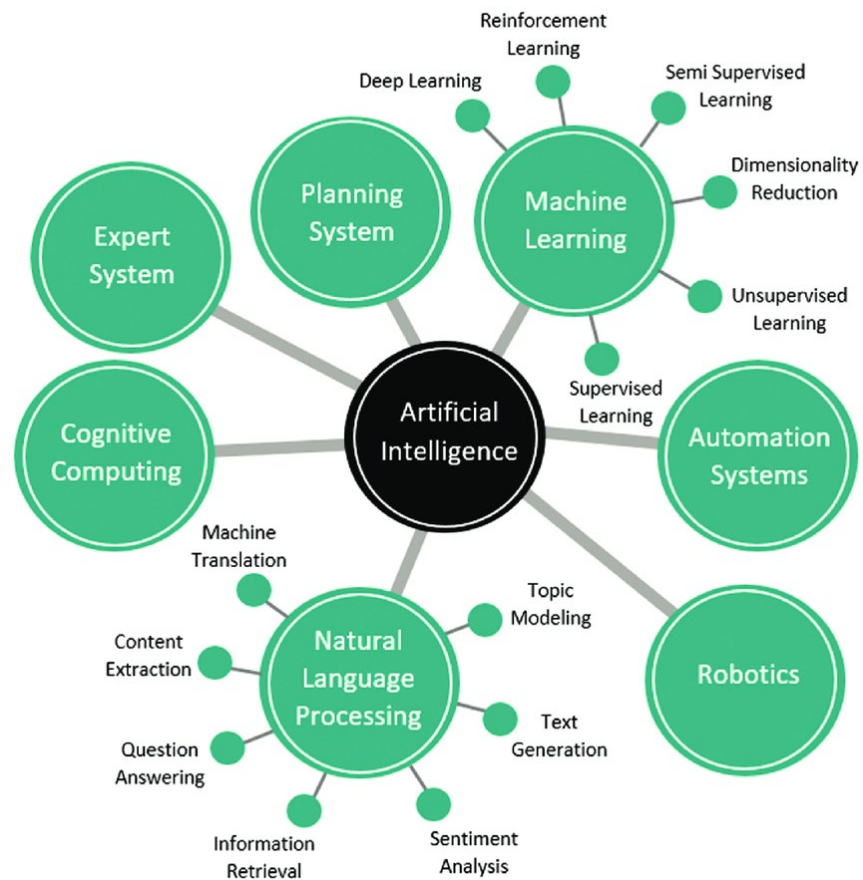 Reinforcement
Learning
Deep Learning
Semi Supervised
Learning
Dimensionality
Reduction
Unsupervised
Learning
Supervised
Learning
Machine
Learning
Planning
System
Expert
System
Artificial
Intelligence
Cognitive
Computing
Automation
Systems
Machine
Translation
Content
Extraction
Question
Answering
Information
Retrieval
Sentiment
Analysis
Text
Generation
Topic
Modeling
Natural
Language
Processing
Robotics